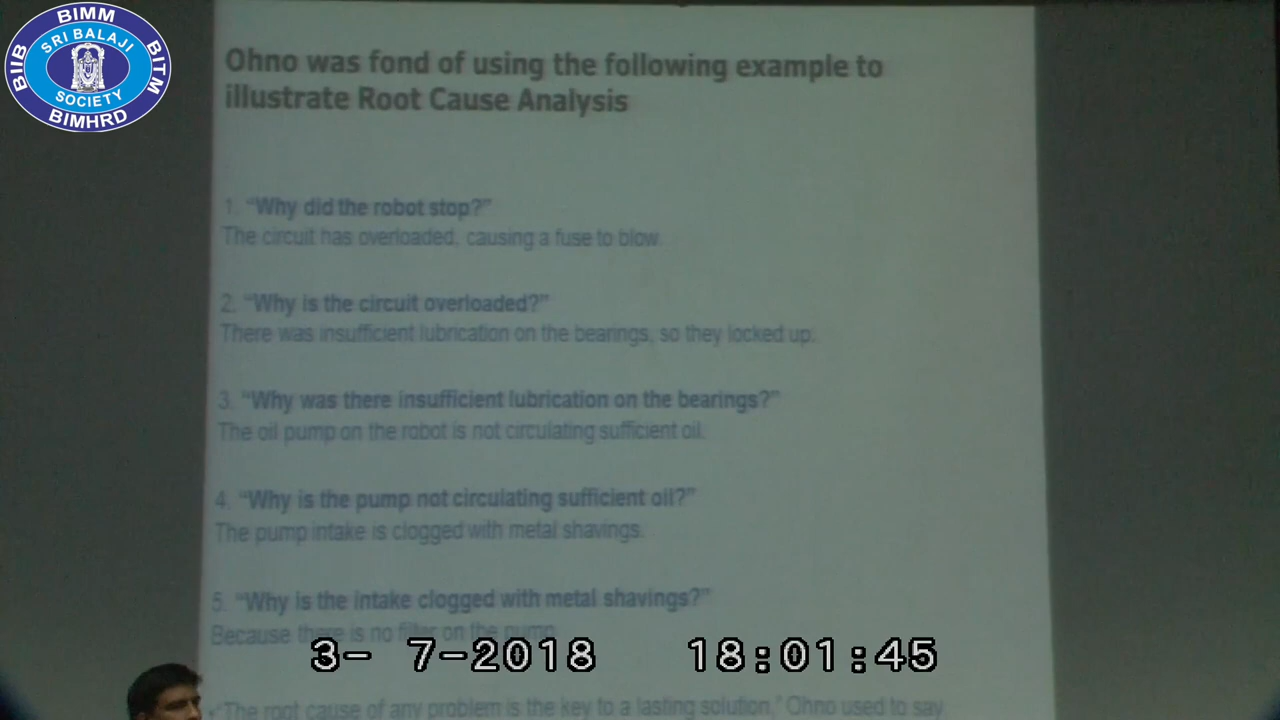 BIMM
SRI BALAJI
BIIB
BITM
SOCIETY
BIMHRD
Ohno was fond of using the following example to
illustrate Root Cause Analysis
1. "Why did the robot stop?"
The circuit has overloaded, causing a fuse to blow.
2. "Why is the circuit overloaded?"
There was insufficient lubrication on the bearings, so they locked up.
3. "Why was there insufficient lubrication on the bearings?"
The oil pump on the robot is not circulating sufficient oil.
4. "Why is the pump not circulating sufficient oil?"
The pump intake is clogged with metal shavings.
5. "Why is the intake clogged with metal shavings?"
Because there is no filter on the pump.
3- 7-2018 18:01:45
"The root cause of any problem is the key to a lasting solution," Ohno used to say